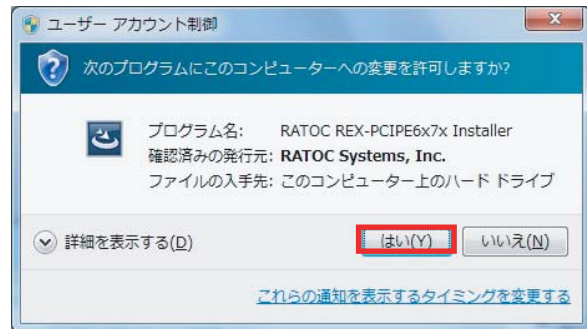 ユーザー アカウント制御
次のプログラムにこのコンピューターへの変更を許可しますか?
プログラム名: RATOC REX-PCIPE6x7x Installer
確認済みの発行元: RATOC Systems, Inc.
ファイルの入手先: このコンピューター上のハード ドライブ
詳細を表示する(D) はい(Y) いいえ(N)
これらの通知を表示するタイミングを変更する